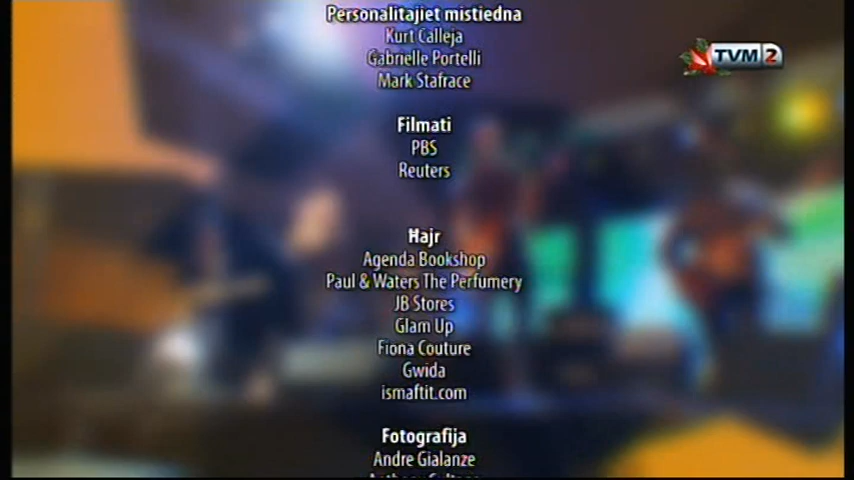 Personalitajiet mistiedna
Kurt Calleja
Gabrielle Portelli
Mark Stafrace
TVM 2
Filmati
PBS
Reuters
Ħajr
Agenda Bookshop
Paul & Waters The Perfumery
JB Stores
Glam Up
Fiona Couture
Gwida
ismaftit.com
Fotografija
Andre Gialanze